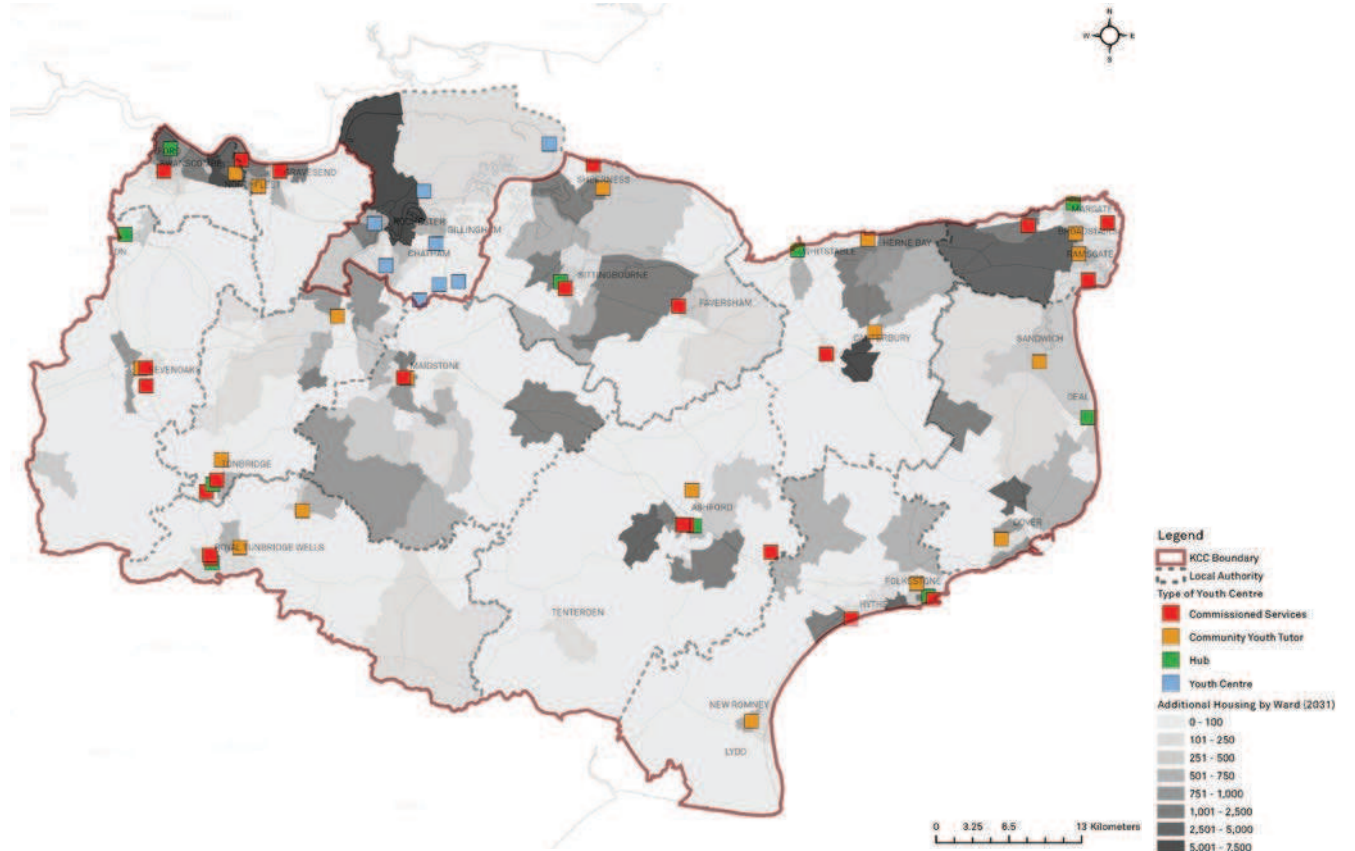 N
W E
S
GRAVESEND
SHEERNESS
ROCHESTER
GILLINGHAM
CHATHAM
MARGATE
BROADSTAIRS
RAMSGATE
HERNE BAY
WHITSTABLE
SITTINGBOURNE
FAVERSHAM
CANTERBURY
SANDWICH
SEVENOAKS
MAIDSTONE
DEAL
TONBRIDGE
ASHFORD
DOVER
ROYAL TUNBRIDGE WELLS
FOLKESTONE
HYTHE
TENTERDEN
NEW ROMNEY
LYDD
Legend
KCC Boundary
Local Authority
Type of Youth Centre
Commissioned Services
Community Youth Tutor
Hub
Youth Centre
Additional Housing by Ward (2031)
0 - 100
101 - 250
251 - 500
501 - 750
751 - 1,000
1,001 - 2,500
2,501 - 5,000
5,001 - 7,500
0 3.25 6.5 13 Kilometers